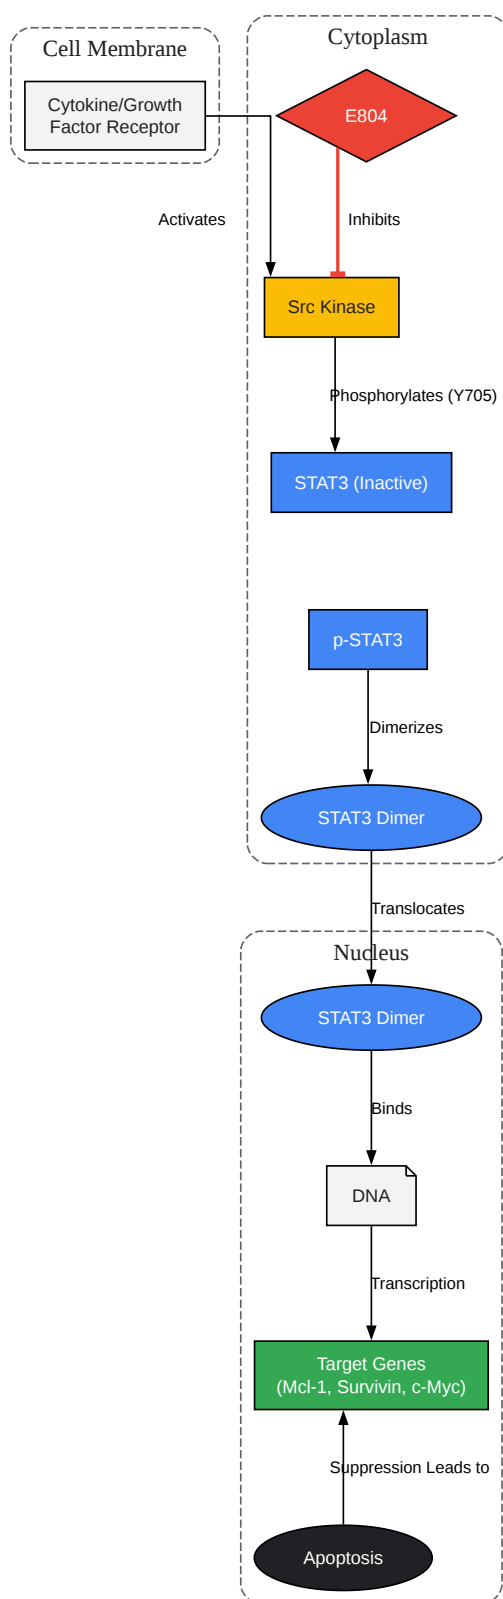 Cell Membrane
Cytoplasm
Cytokine/Growth
Factor Receptor
E804
Activates
Inhibits
Src Kinase
Phosphorylates (Y705)
STAT3 (Inactive)
p-STAT3
Dimerizes
STAT3 Dimer
Translocates
Nucleus
STAT3 Dimer
Binds
DNA
Transcription
Target Genes
(Mcl-1, Survivin, c-Myc)
Suppression Leads to
Apoptosis